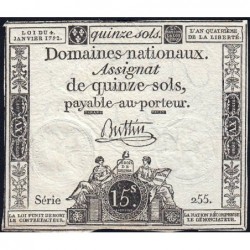 LOI DU 4 JANVIER 1792.
quinze-sols.
L'AN QUATRIÈME DE LA LIBERTÉ
Domaines nationaux.
Assignat
de quinze sols,
payable au porteur.
Buttin
15 s
Série
255.
LA LOI PUNIT DE MORT LE CONTREFACTEUR.
LA NATION RÉCOMPENSE LE DÉNONCIATEUR.